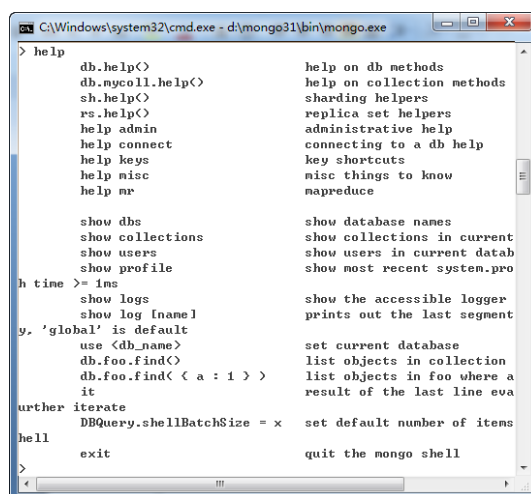 C:\Windows\system32\cmd.exe - d:\mongo31\bin\mongo.exe
> help
db.help() help on db methods
db.mycoll.help() help on collection methods
sh.help() sharding helpers
rs.help() replica set helpers
help admin administrative help
help connect connecting to a db help
help keys key shortcuts
help misc misc things to know
help mr mapreduce
show dbs show database names
show collections show collections in current
show users show users in current datab
show profile show most recent system.pro
h time >= 1ms
show logs show the accessible logger
show log [name] prints out the last segment
y, 'global' is default
use <db_name> set current database
db.foo.find() list objects in collection
db.foo.find( { a : 1 } ) list objects in foo where a
it result of the last line eva
urther iterate
DBQuery.shellBatchSize = x set default number of items
hell
exit quit the mongo shell
>